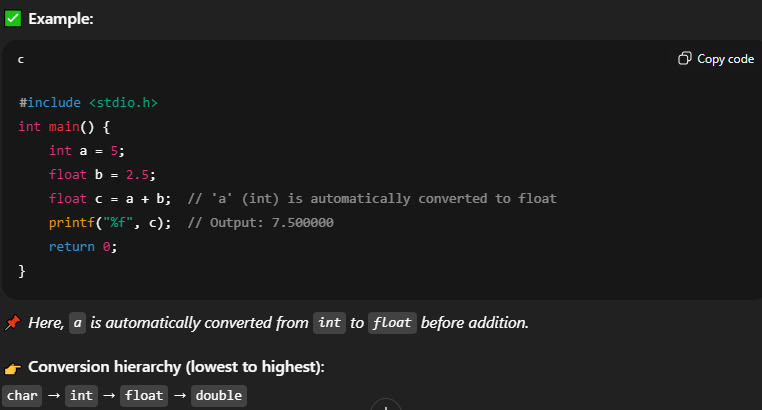 ✅ Example:
c
Copy code
#include <stdio.h>
int main() {
    int a = 5;
    float b = 2.5;
    float c = a + b;  // 'a' (int) is automatically converted to float
    printf("%f", c);  // Output: 7.500000
    return 0;
}
📌 Here, a is automatically converted from int to float before addition.
👉 Conversion hierarchy (lowest to highest):
char → int → float → double